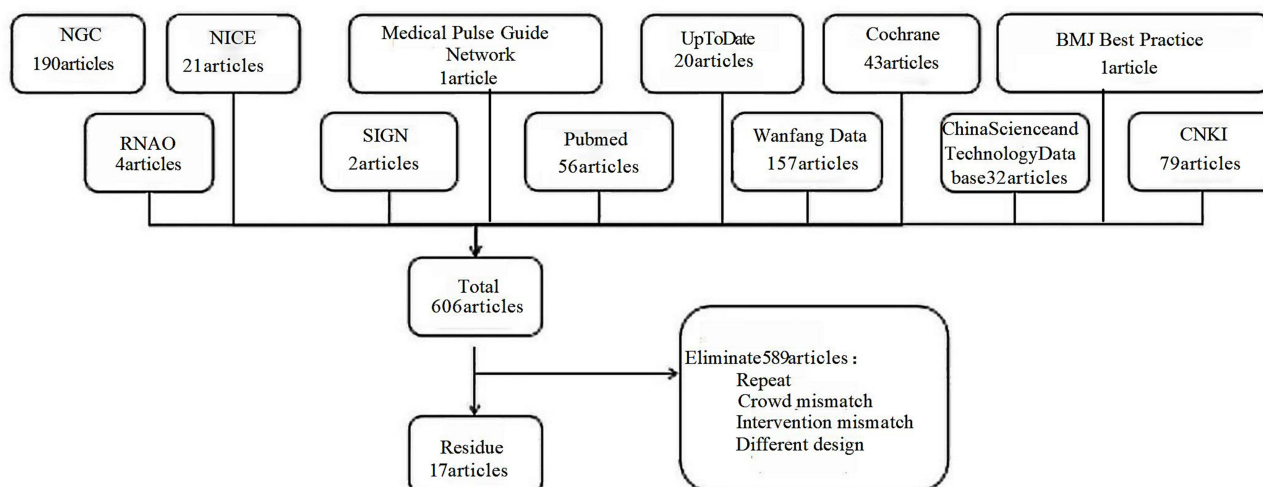 NGC
190articles
NICE
21articles
Medical Pulse Guide
Network
1article
UpToDate
20articles
Cochrane
43articles
BMJ Best Practice
1article
RNAO
4articles
SIGN
2articles
Pubmed
56articles
Wanfang Data
157articles
ChinaScienceand
TechnologyData
base32articles
CNKI
79articles
Total
606articles
Eliminate589articles：
Repeat
Crowd mismatch
Intervention mismatch
Different design
Residue
17articles